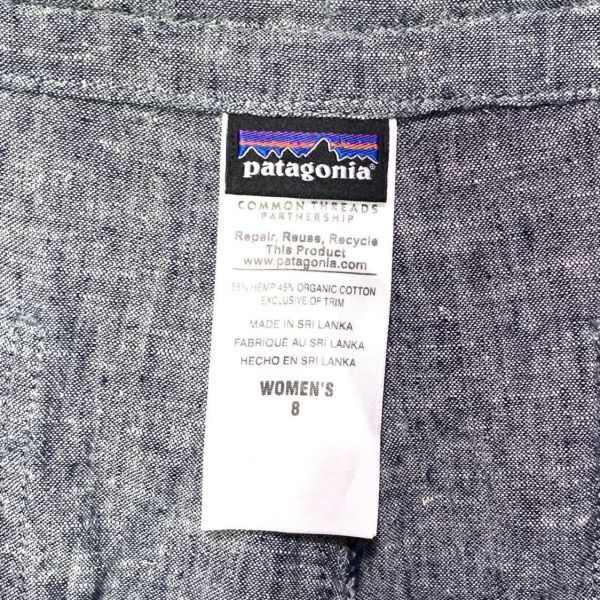 patagonia®
COMMON THREADS
PARTNERSHIP
Repair, Reuse, Recycle
This Product
www.patagonia.com
55% HEMP 45% ORGANIC COTTON
EXCLUSIVE OF TRIM
MADE IN SRI LANKA
FABRIQUÉ AU SRI LANKA
HECHO EN SRI LANKA
WOMEN'S
8